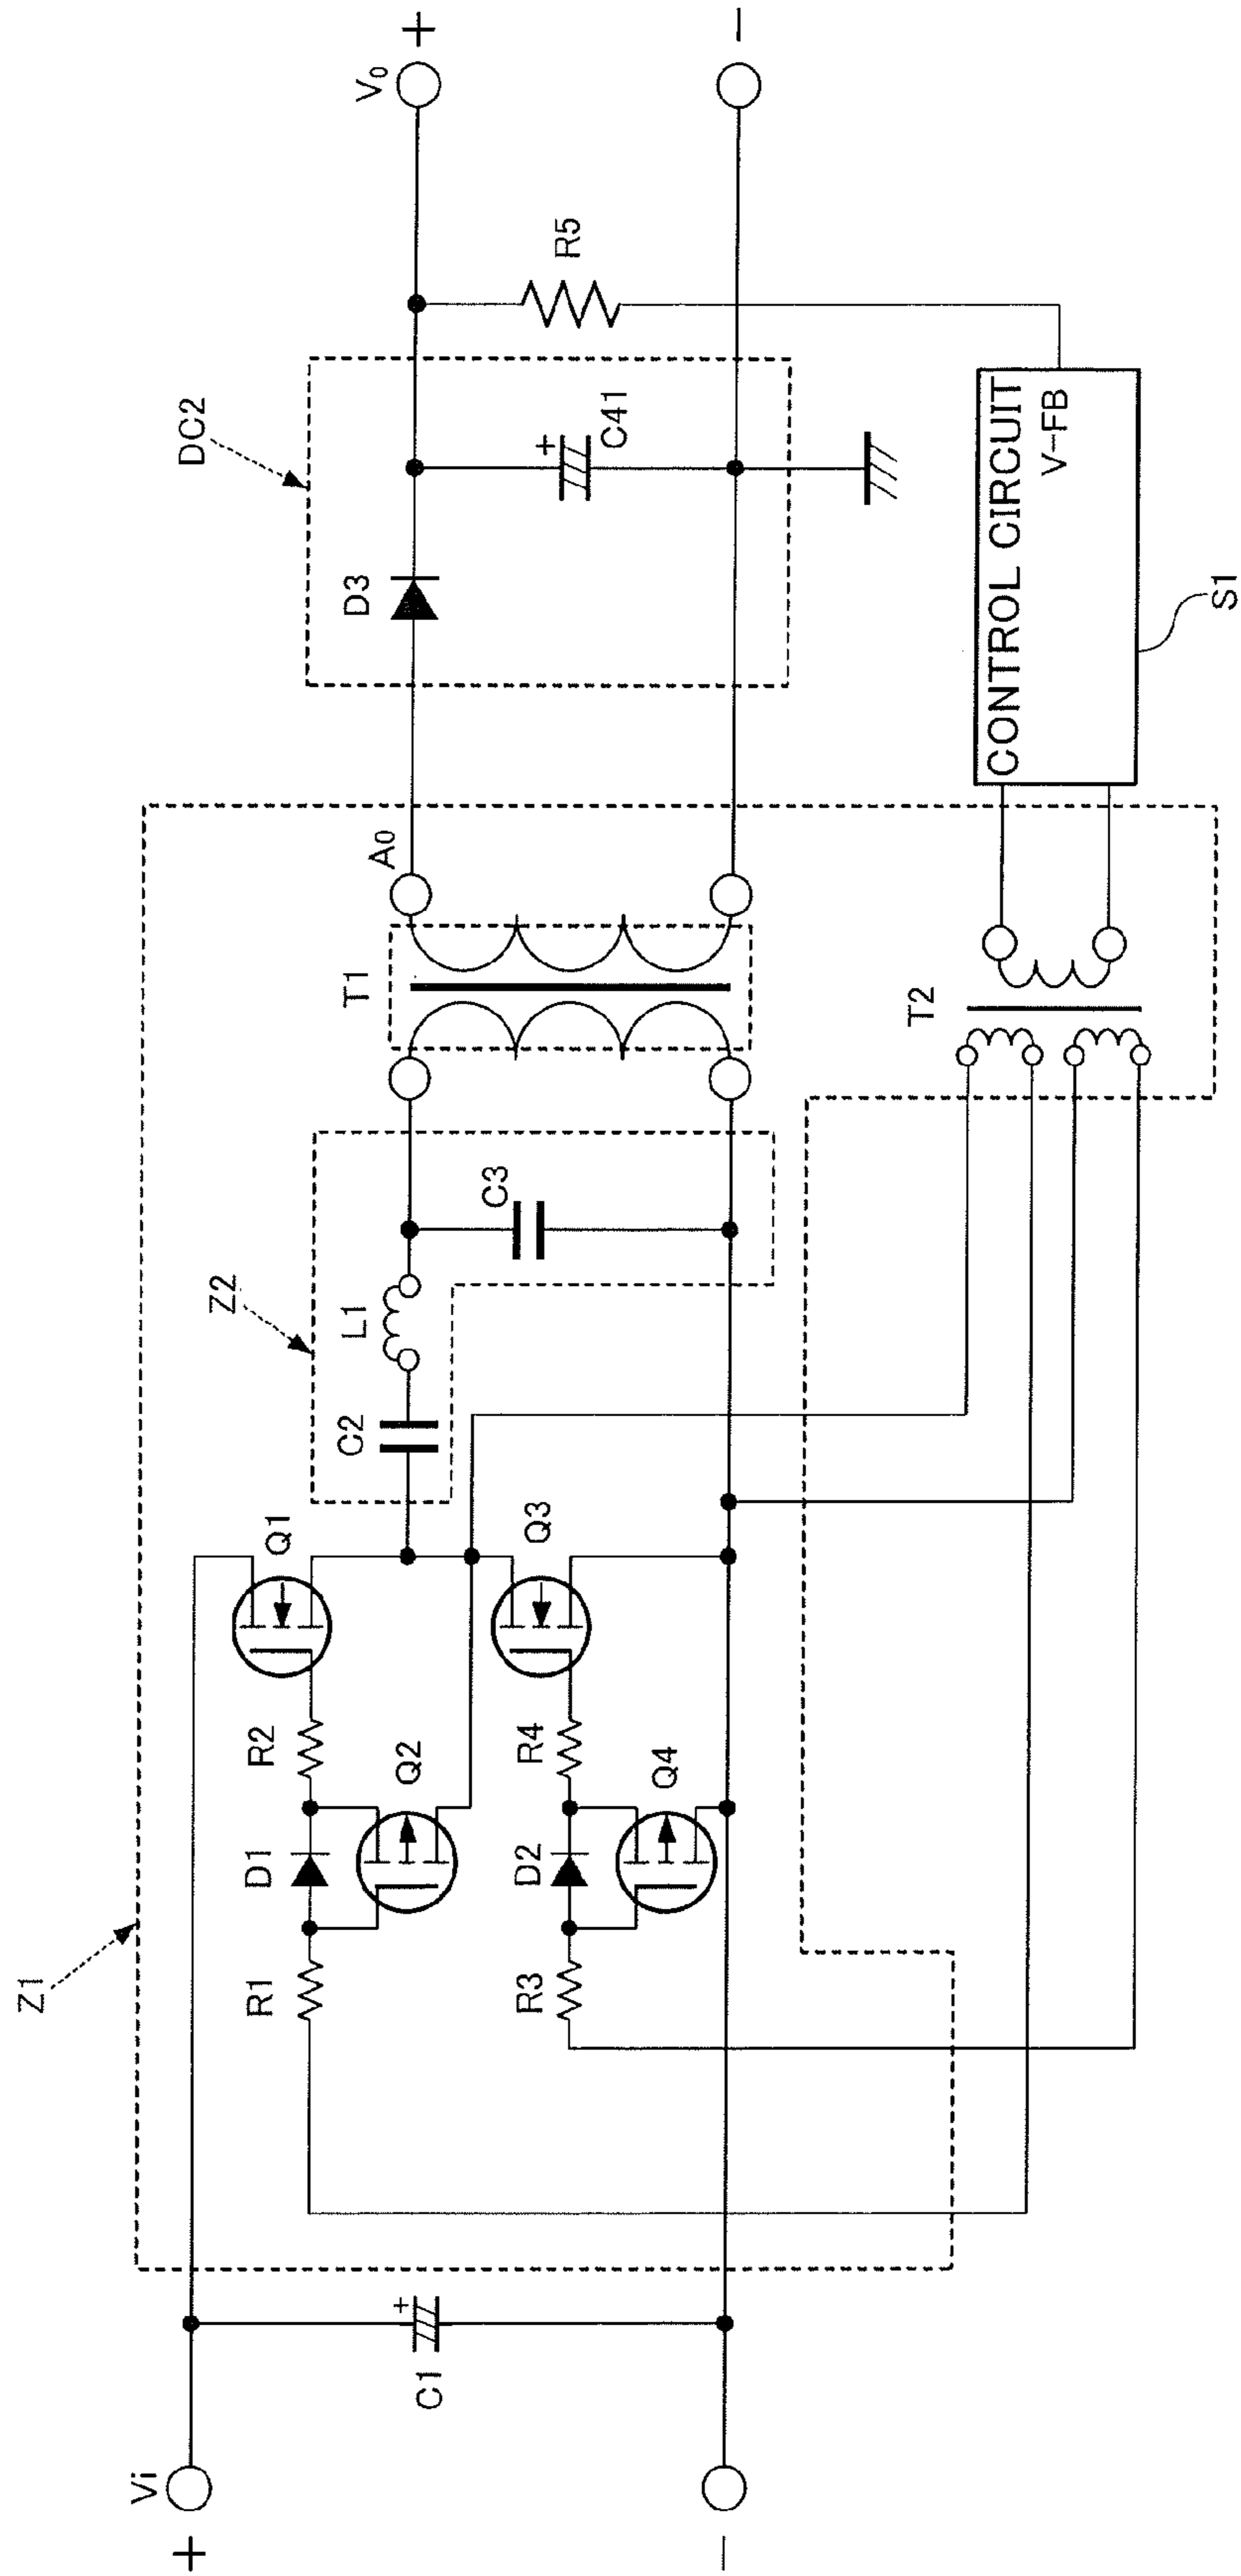 Z1
Z2
DC2
Vi
+
−
C1
+
R1
D1
R2
Q1
Q2
R3
D2
R4
Q3
Q4
C2
L1
C3
T1
A0
T2
D3
+
C41
R5
V0
+
−
CONTROL CIRCUIT
V-FB
S1